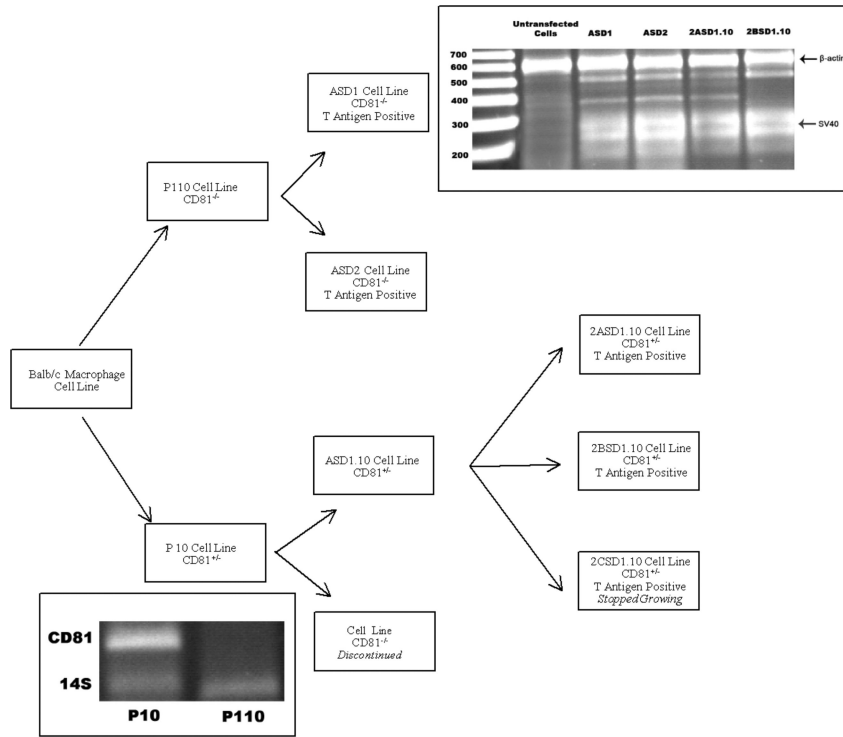 Untransfected
Cells
ASD1
ASD2
2ASD1.10
2BSD1.10
700
600
500
400
300
200
β-actin
SV40
ASD1 Cell Line
CD81-/-
T Antigen Positive
P110 Cell Line
CD81-/-
ASD2 Cell Line
CD81-/-
T Antigen Positive
Balb/c Macrophage
Cell Line
2ASD1.10 Cell Line
CD81+/-
T Antigen Positive
ASD1.10 Cell Line
CD81+/-
2BSD1.10 Cell Line
CD81+/-
T Antigen Positive
P 10 Cell Line
CD81+/-
2CSD1.10 Cell Line
CD81+/-
T Antigen Positive
Stopped Growing
Cell Line
CD81-/-
Discontinued
CD81
14S
P10
P110